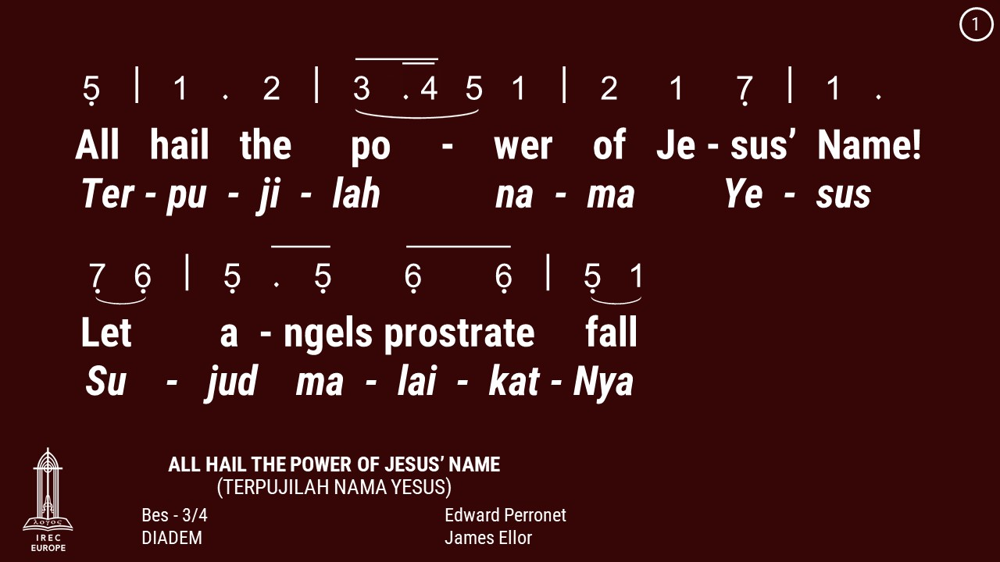 1
5̣ | 1 . 2 | 3 . 4 5 1 | 2 1 7̣ | 1 .
All hail the po - wer of Je - sus’ Name!
Ter - pu - ji - lah na - ma Ye - sus
7̣ 6̣ | 5̣ . 5̣ 6̣ 6̣ | 5̣ 1
Let a - ngels prostrate fall
Su - jud ma - lai - kat - Nya
ALL HAIL THE POWER OF JESUS’ NAME
(TERPUJILAH NAMA YESUS)
Bes - 3/4 Edward Perronet
DIADEM James Ellor
λογος
IREC
EUROPE